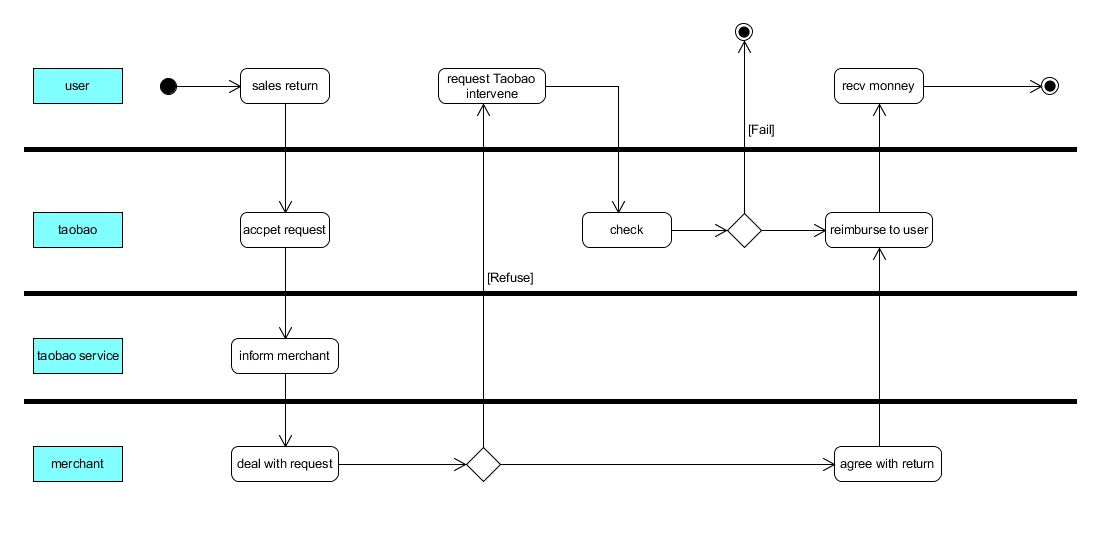 user
sales return
request Taobao
intervene
recv monney
[Fail]
taobao
accpet request
check
reimburse to user
[Refuse]
taobao service
inform merchant
merchant
deal with request
agree with return